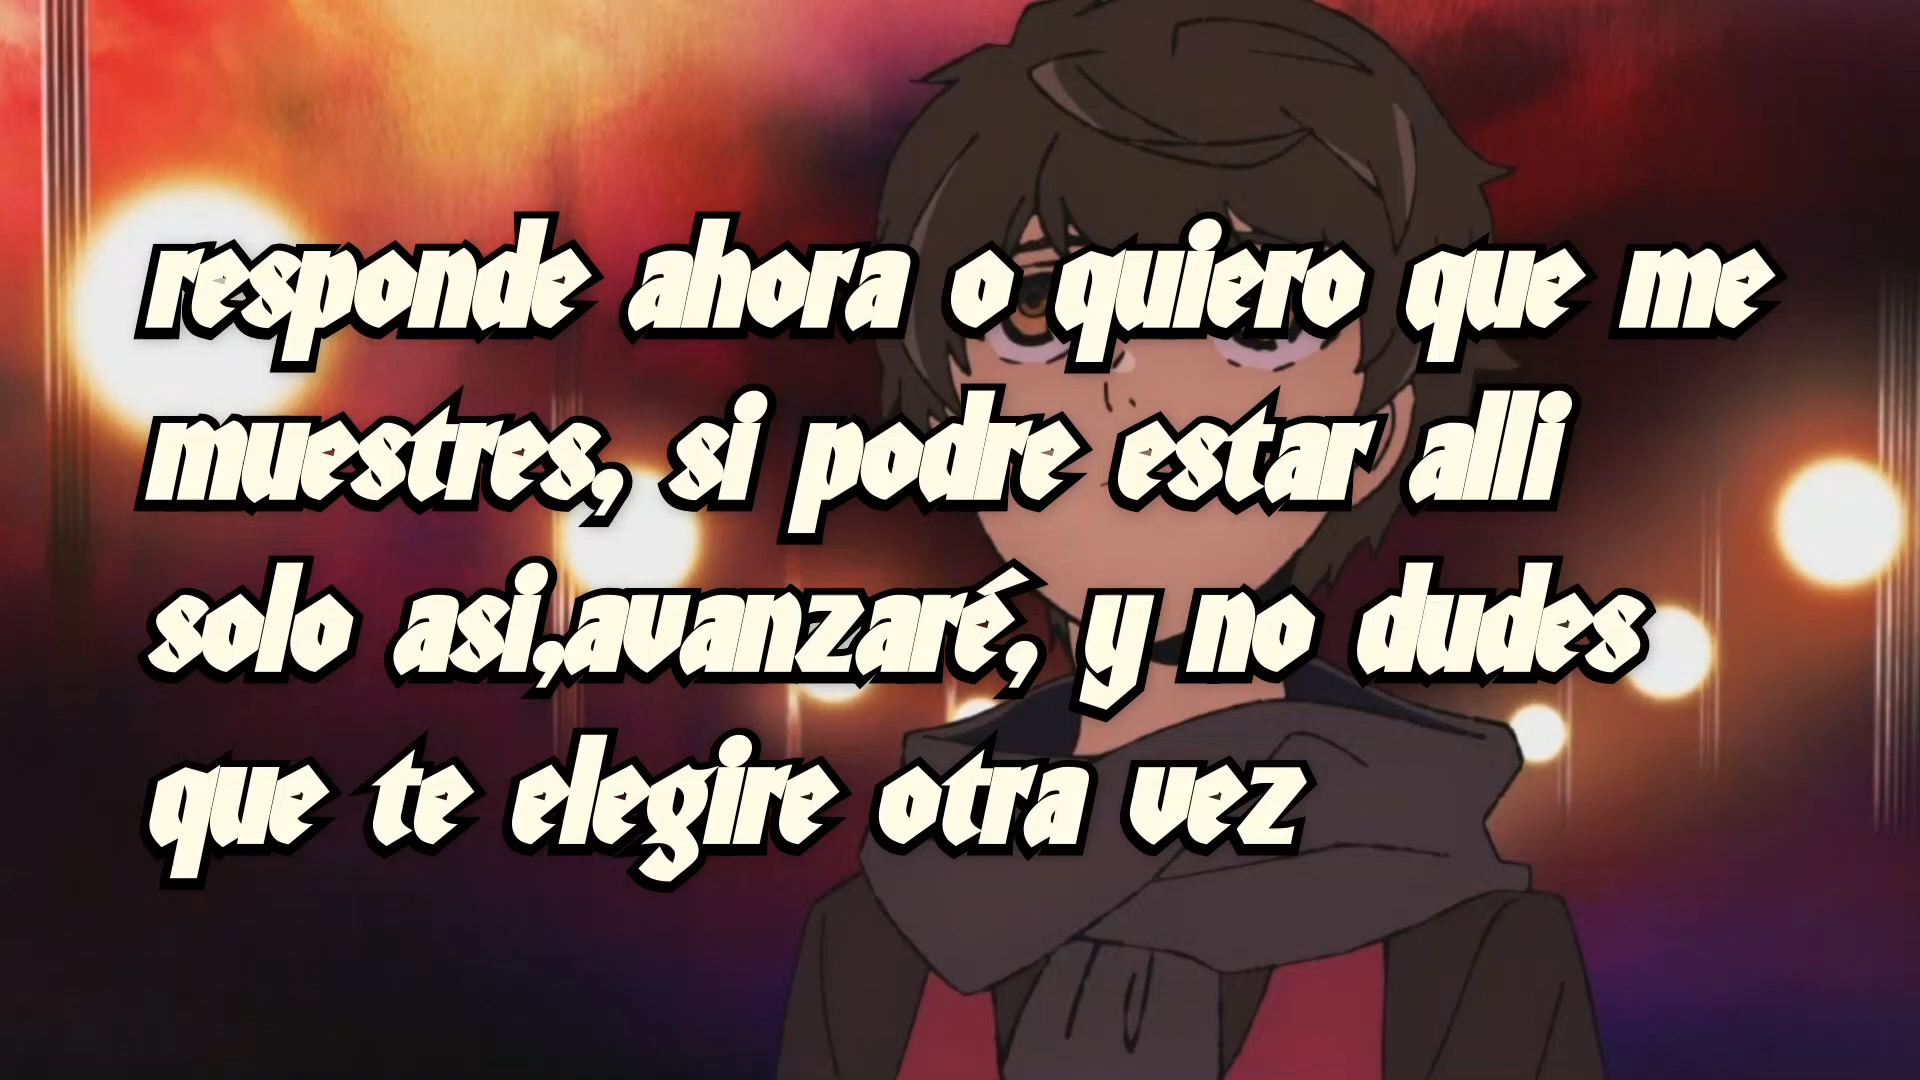 responde ahora o quiero que me
muestres, si podre estar alli
solo asi,avanzaré, y no dudes
que te elegire otra vez